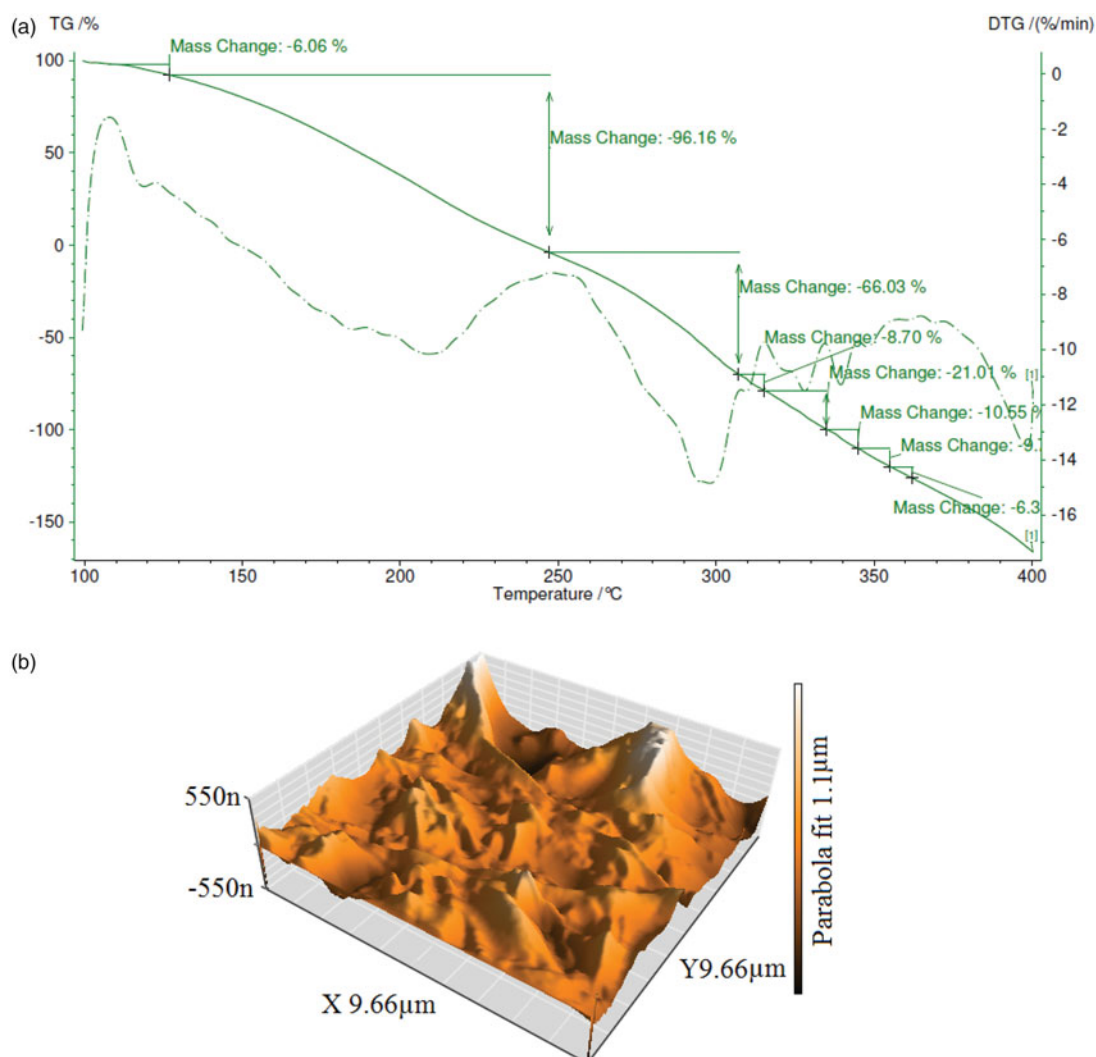 (a) TG /% DTG /(%/min)
Mass Change: -6.06 %
100 0
Mass Change: -96.16 %
-2
50 -4
0 -6
Mass Change: -66.03 %
-8
Mass Change: -8.70 %
-50 -10
Mass Change: -21.01 % [1]
Mass Change: -10.55 %
-100 -12
Mass Change: -9.
-14
Mass Change: -6.3
-150 -16
[1]
100 150 200 250 300 350 400
Temperature /°C
(b)
550n
-550n
X 9.66µm
Y9.66µm
Parabola fit 1.1µm